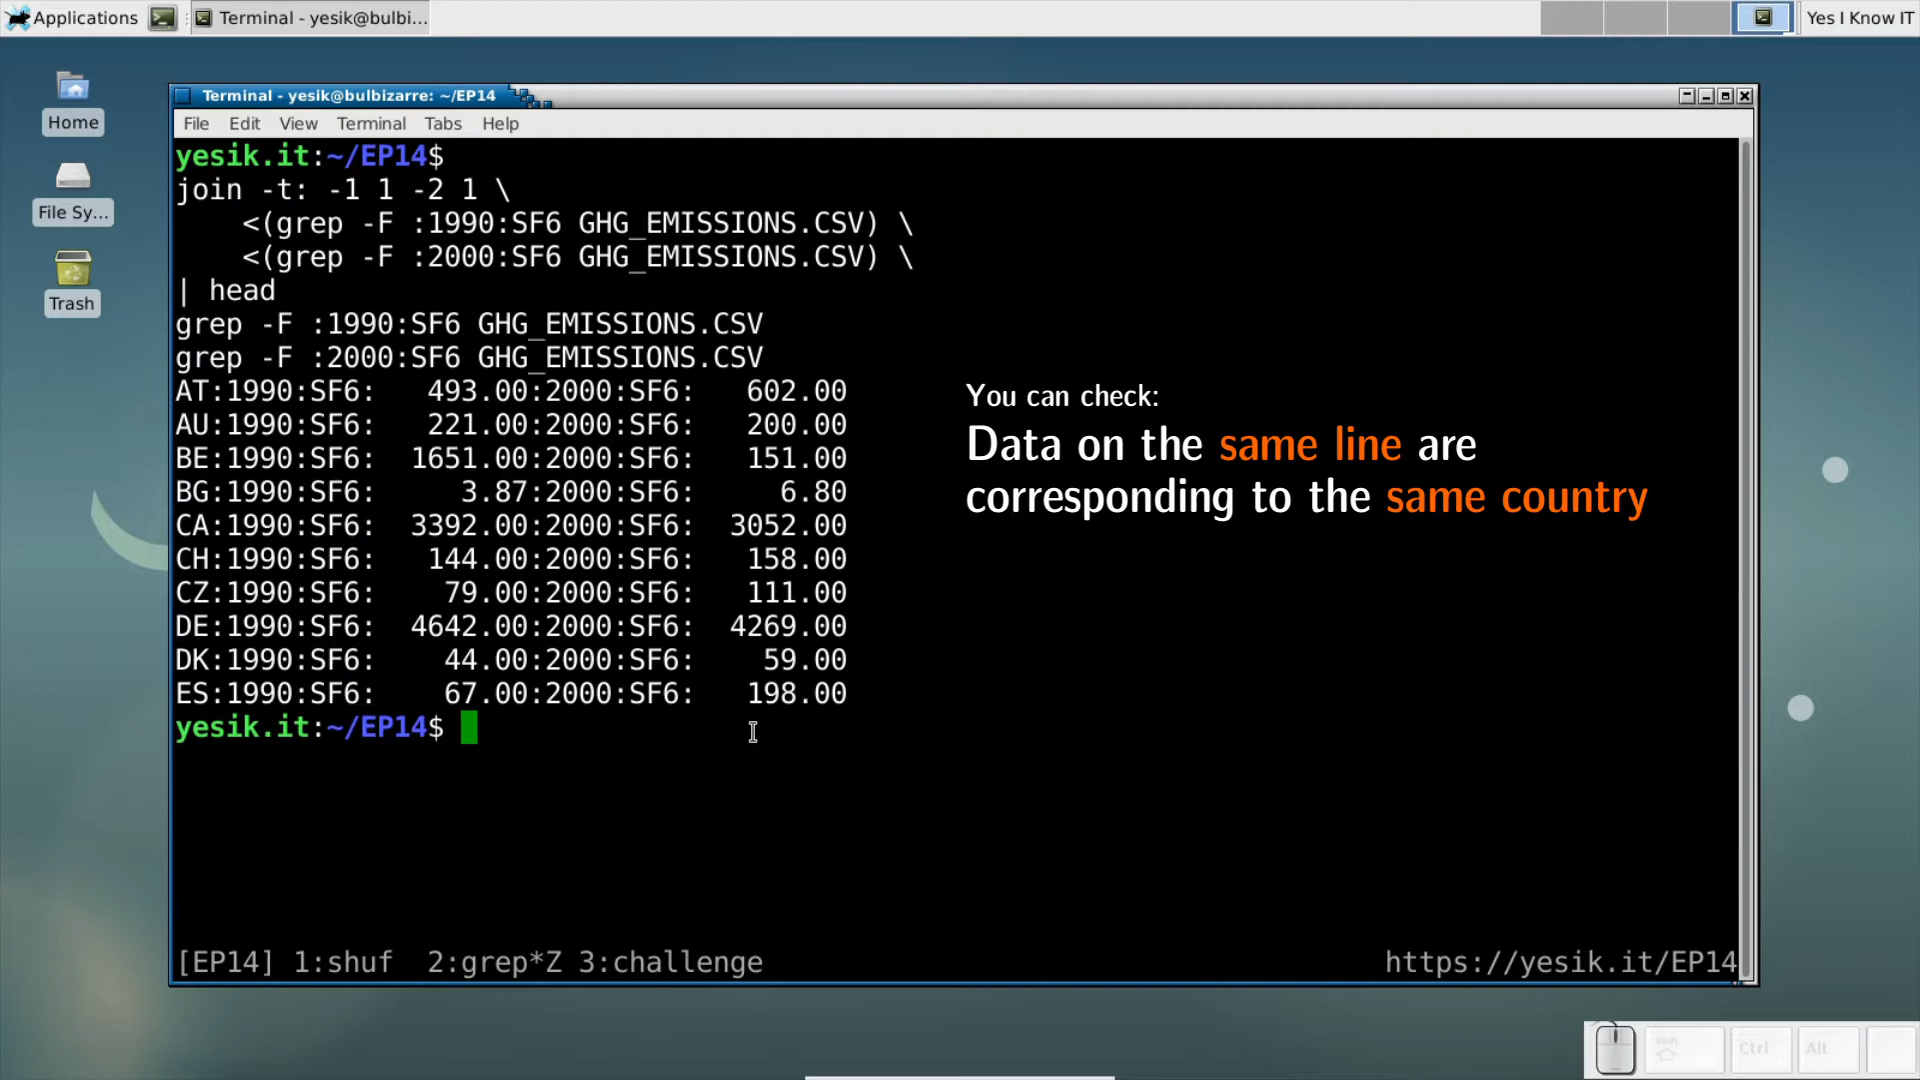 Applications
Terminal - yesik@bulbi...
Yes I Know IT
Home
File Sy...
Trash
Terminal - yesik@bulbizarre: ~/EP14
File Edit View Terminal Tabs Help
yesik.it:~/EP14$
join -t: -1 1 -2 1 \
    <(grep -F :1990:SF6 GHG_EMISSIONS.CSV) \
    <(grep -F :2000:SF6 GHG_EMISSIONS.CSV) \
| head
grep -F :1990:SF6 GHG_EMISSIONS.CSV
grep -F :2000:SF6 GHG_EMISSIONS.CSV
AT:1990:SF6:   493.00:2000:SF6:   602.00
AU:1990:SF6:   221.00:2000:SF6:   200.00
BE:1990:SF6:  1651.00:2000:SF6:   151.00
BG:1990:SF6:     3.87:2000:SF6:     6.80
CA:1990:SF6:  3392.00:2000:SF6:  3052.00
CH:1990:SF6:   144.00:2000:SF6:   158.00
CZ:1990:SF6:    79.00:2000:SF6:   111.00
DE:1990:SF6:  4642.00:2000:SF6:  4269.00
DK:1990:SF6:    44.00:2000:SF6:    59.00
ES:1990:SF6:    67.00:2000:SF6:   198.00
yesik.it:~/EP14$
You can check:
Data on the same line are
corresponding to the same country
[EP14] 1:shuf  2:grep*Z 3:challenge
https://yesik.it/EP14
Ctrl
Alt